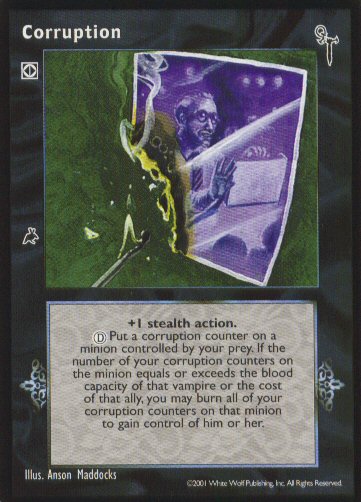 Corruption
+1 stealth action.
Ⓓ Put a corruption counter on a
minion controlled by your prey. If the
number of your corruption counters on
the minion equals or exceeds the blood
capacity of that vampire or the cost
of that ally, you may burn all of your
corruption counters on that minion
to gain control of him or her.
Illus. Anson Maddocks
©2001 White Wolf Publishing, Inc. All Rights Reserved.